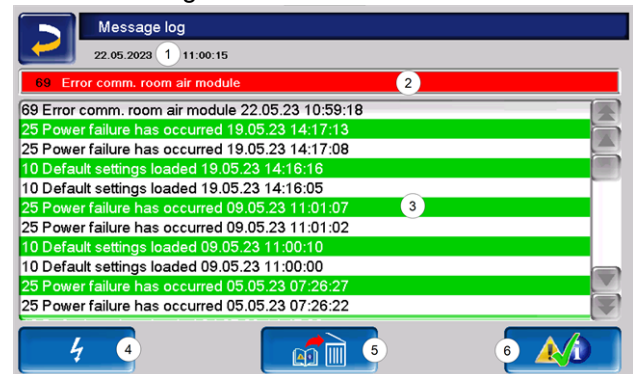 Message log
22.05.2023 1 11:00:15
69 Error comm. room air module 2
69 Error comm. room air module 22.05.23 10:59:18
25 Power failure has occurred 19.05.23 14:17:13
25 Power failure has occurred 19.05.23 14:17:08
10 Default settings loaded 19.05.23 14:16:16
10 Default settings loaded 19.05.23 14:16:05
25 Power failure has occurred 09.05.23 11:01:07 3
25 Power failure has occurred 09.05.23 11:01:02
10 Default settings loaded 09.05.23 11:00:10
10 Default settings loaded 09.05.23 11:00:00
25 Power failure has occurred 05.05.23 07:26:27
25 Power failure has occurred 05.05.23 07:26:22
4 5 6